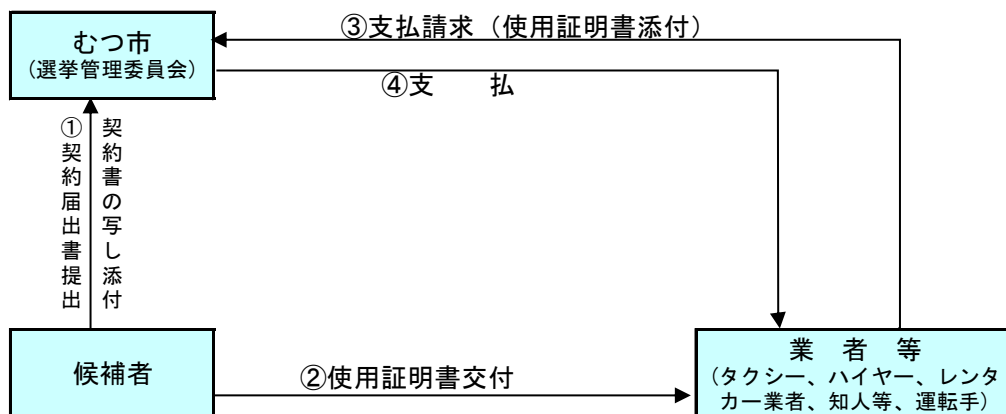 ③支払請求（使用証明書添付）
むつ市
（選挙管理委員会）
④支　　払
①契約届出書提出
契約書の写し添付
候補者
②使用証明書交付
業　者　等
（タクシー、ハイヤー、レンタ
カー業者、知人等、運転手）